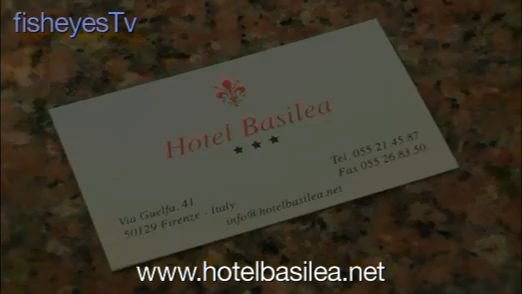 fisheyesTv
Hotel Basilea
★ ★ ★
Via Guelfa, 41
50129 Firenze - Italy
Tel. 055 21.45.87
Fax 055 26.83.50
info@hotelbasilea.net
www.hotelbasilea.net